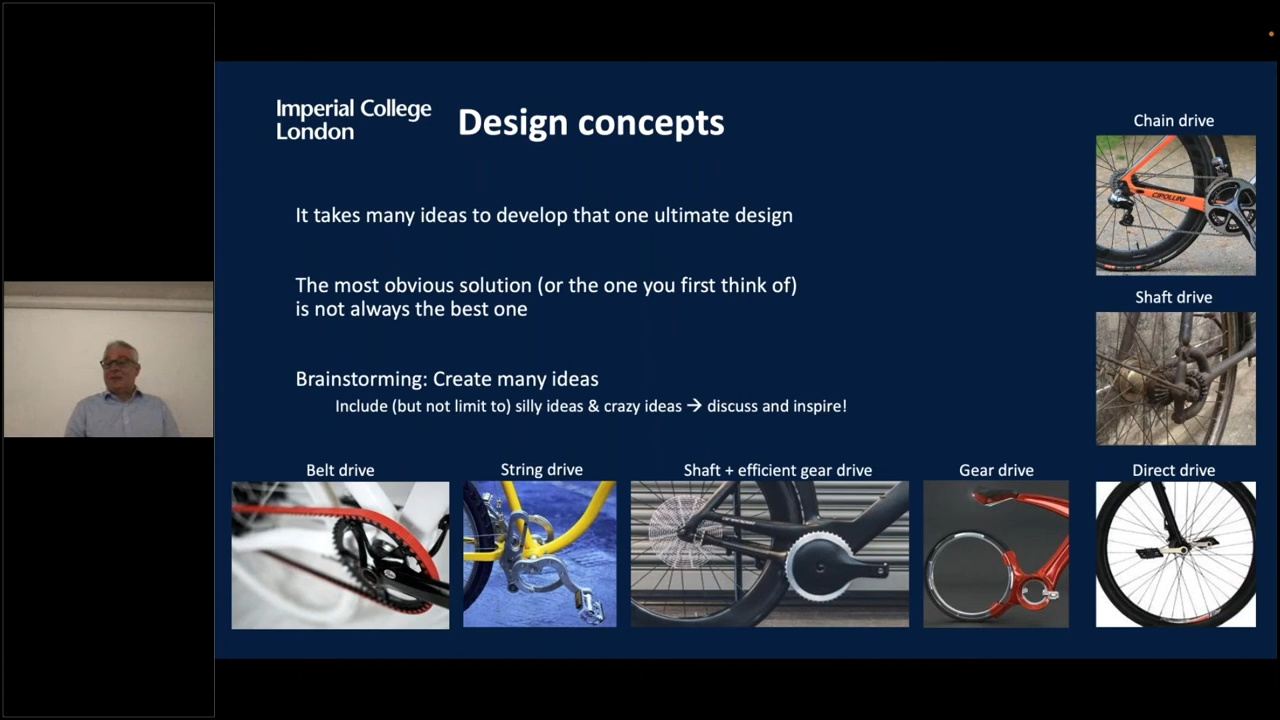 Imperial College
London
Design concepts
It takes many ideas to develop that one ultimate design
The most obvious solution (or the one you first think of)
is not always the best one
Brainstorming: Create many ideas
Include (but not limit to) silly ideas & crazy ideas → discuss and inspire!
Chain drive
CIPOLLINI
Shaft drive
Belt drive
String drive
Shaft + efficient gear drive
Gear drive
Direct drive